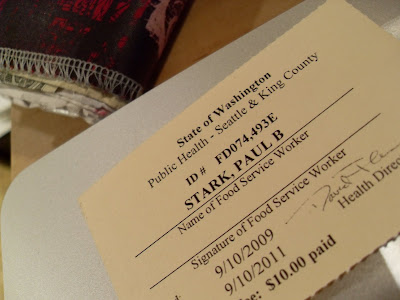 State of Washington
Public Health - Seattle & King County
ID # FD074,493E
STARK, PAUL B
Name of Food Service Worker
Signature of Food Service Worker
Health Direc
9/10/2009
9/10/2011
$10.00 paid